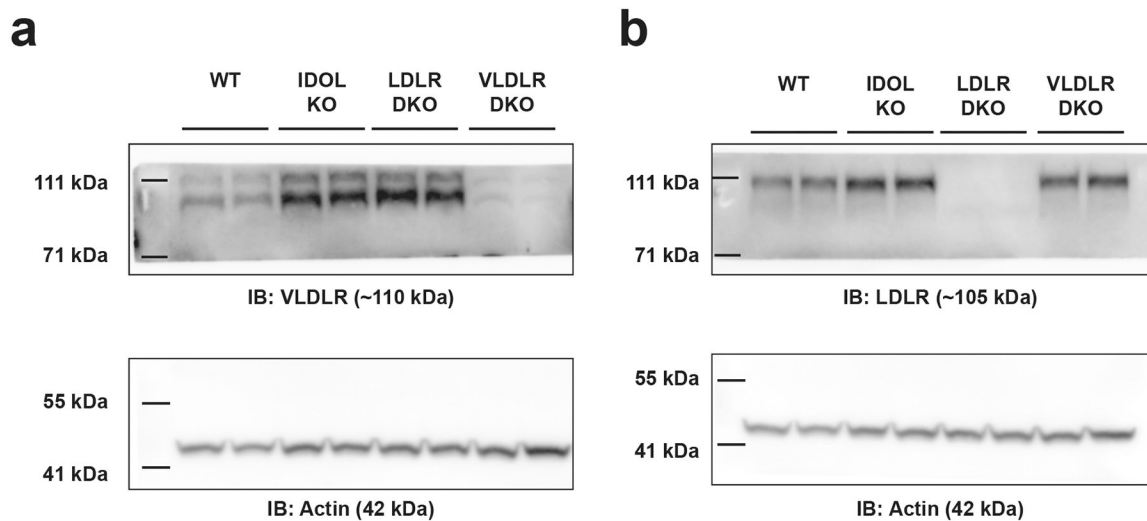 a
WT
IDOL
KO
LDLR
DKO
VLDLR
DKO
111 kDa
71 kDa
IB: VLDLR (~110 kDa)
55 kDa
41 kDa
IB: Actin (42 kDa)
b
WT
IDOL
KO
LDLR
DKO
VLDLR
DKO
111 kDa
71 kDa
IB: LDLR (~105 kDa)
55 kDa
41 kDa
IB: Actin (42 kDa)